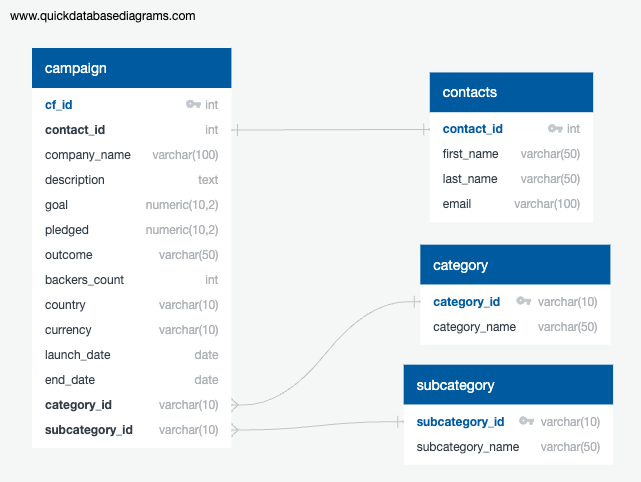 www.quickdatabasediagrams.com
campaign
cf_id int
contact_id int
company_name varchar(100)
description text
goal numeric(10,2)
pledged numeric(10,2)
outcome varchar(50)
backers_count int
country varchar(10)
currency varchar(10)
launch_date date
end_date date
category_id varchar(10)
subcategory_id varchar(10)
contacts
contact_id int
first_name varchar(50)
last_name varchar(50)
email varchar(100)
category
category_id varchar(10)
category_name varchar(50)
subcategory
subcategory_id varchar(10)
subcategory_name varchar(50)